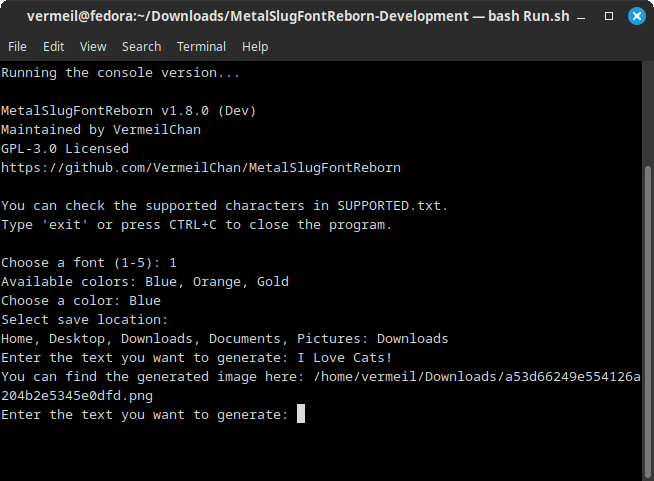 vermeil@fedora:~/Downloads/MetalSlugFontReborn-Development — bash Run.sh
File Edit View Search Terminal Help
Running the console version...
MetalSlugFontReborn v1.8.0 (Dev)
Maintained by VermeilChan
GPL-3.0 Licensed
https://github.com/VermeilChan/MetalSlugFontReborn
You can check the supported characters in SUPPORTED.txt.
Type 'exit' or press CTRL+C to close the program.
Choose a font (1-5): 1
Available colors: Blue, Orange, Gold
Choose a color: Blue
Select save location:
Home, Desktop, Downloads, Documents, Pictures: Downloads
Enter the text you want to generate: I Love Cats!
You can find the generated image here: /home/vermeil/Downloads/a53d66249e554126a
204b2e5345e0dfd.png
Enter the text you want to generate: